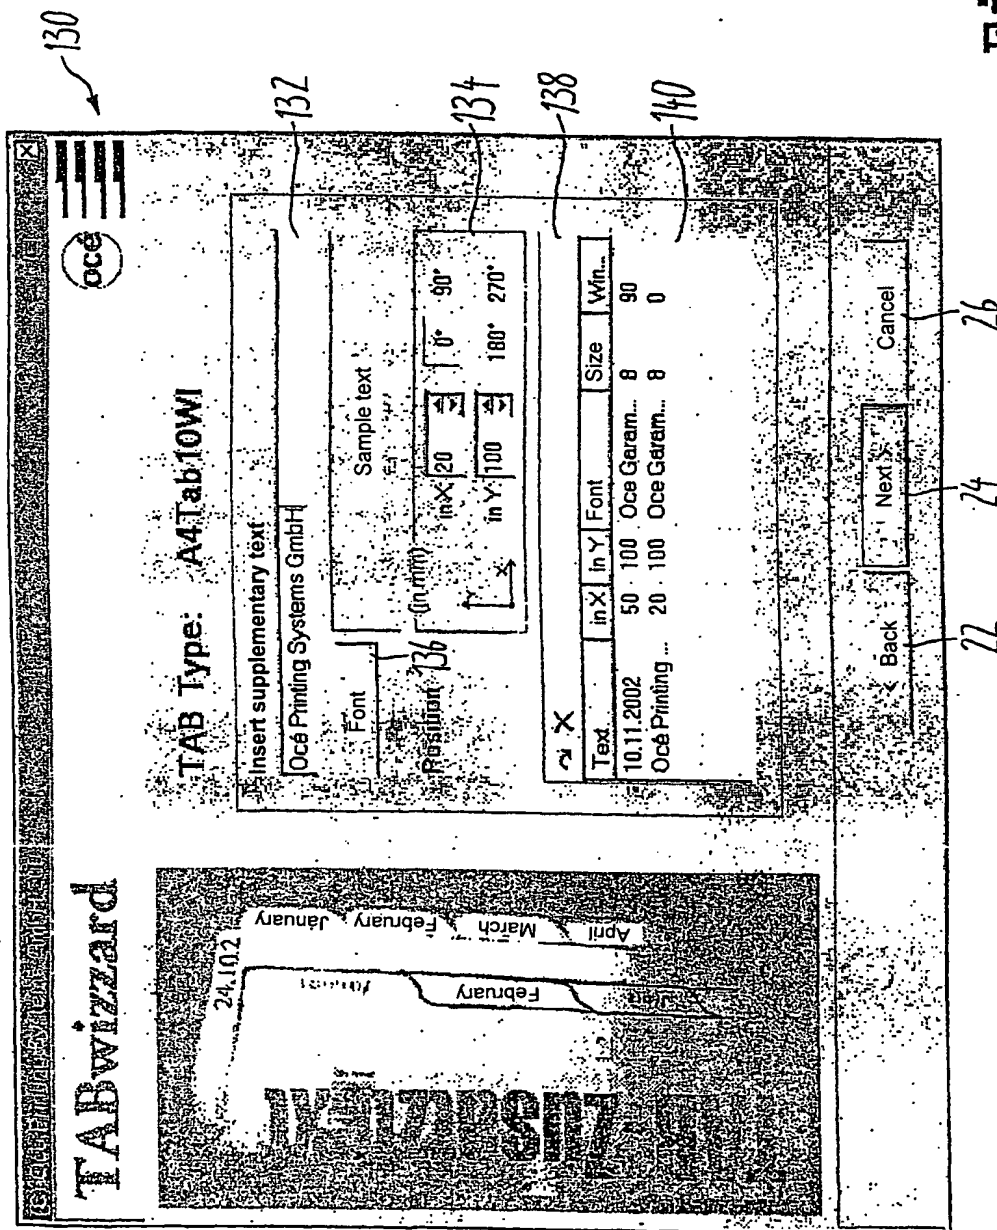 130
TABwizzard
océ
TAB Type: A4Tab10WI
Insert supplementary text
Océ Printing Systems GmbH
132
Font
136
Sample text
Position
(in mm)
in X: 20
0° 90°
in Y: 100
180° 270°
Y
X
134
138
Text in X In Y Font Size Win...
10.11.2002 50 100 Oce Garam... 8 90
Océ Printing ... 20 100 Oce Garam... 8 0
140
24.10.2
January
February
March
April
February
< Back
Next >
Cancel
22
24
26